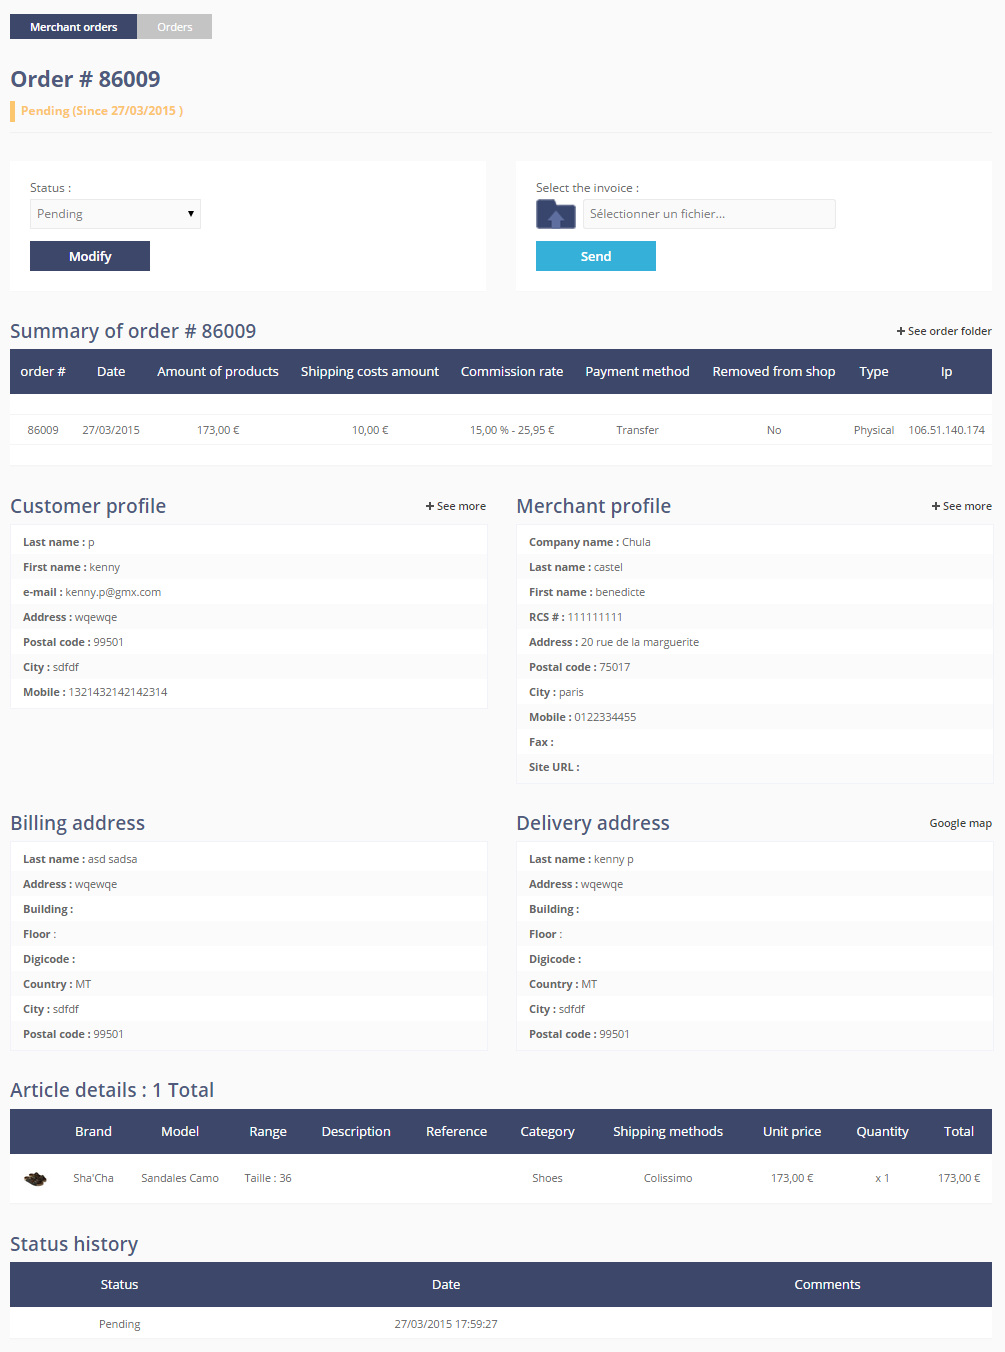 Merchant orders Orders
Order # 86009
Pending (Since 27/03/2015 )
Status :
Pending
Modify
Select the invoice :
Sélectionner un fichier...
Send
Summary of order # 86009 + See order folder
order # Date Amount of products Shipping costs amount Commission rate Payment method Removed from shop Type Ip
86009 27/03/2015 173,00 € 10,00 € 15,00 % - 25,95 € Transfer No Physical 106.51.140.174
Customer profile + See more
Last name : p
First name : kenny
e-mail : kenny.p@gmx.com
Address : wqewqe
Postal code : 99501
City : sdfdf
Mobile : 1321432142142314
Merchant profile + See more
Company name : Chula
Last name : castel
First name : benedicte
RCS # : 111111111
Address : 20 rue de la marguerite
Postal code : 75017
City : paris
Mobile : 0122334455
Fax :
Site URL :
Billing address
Last name : asd sadsa
Address : wqewqe
Building :
Floor :
Digicode :
Country : MT
City : sdfdf
Postal code : 99501
Delivery address Google map
Last name : kenny p
Address : wqewqe
Building :
Floor :
Digicode :
Country : MT
City : sdfdf
Postal code : 99501
Article details : 1 Total
Brand Model Range Description Reference Category Shipping methods Unit price Quantity Total
Sha'Cha Sandales Camo Taille : 36 Shoes Colissimo 173,00 € x 1 173,00 €
Status history
Status Date Comments
Pending 27/03/2015 17:59:27